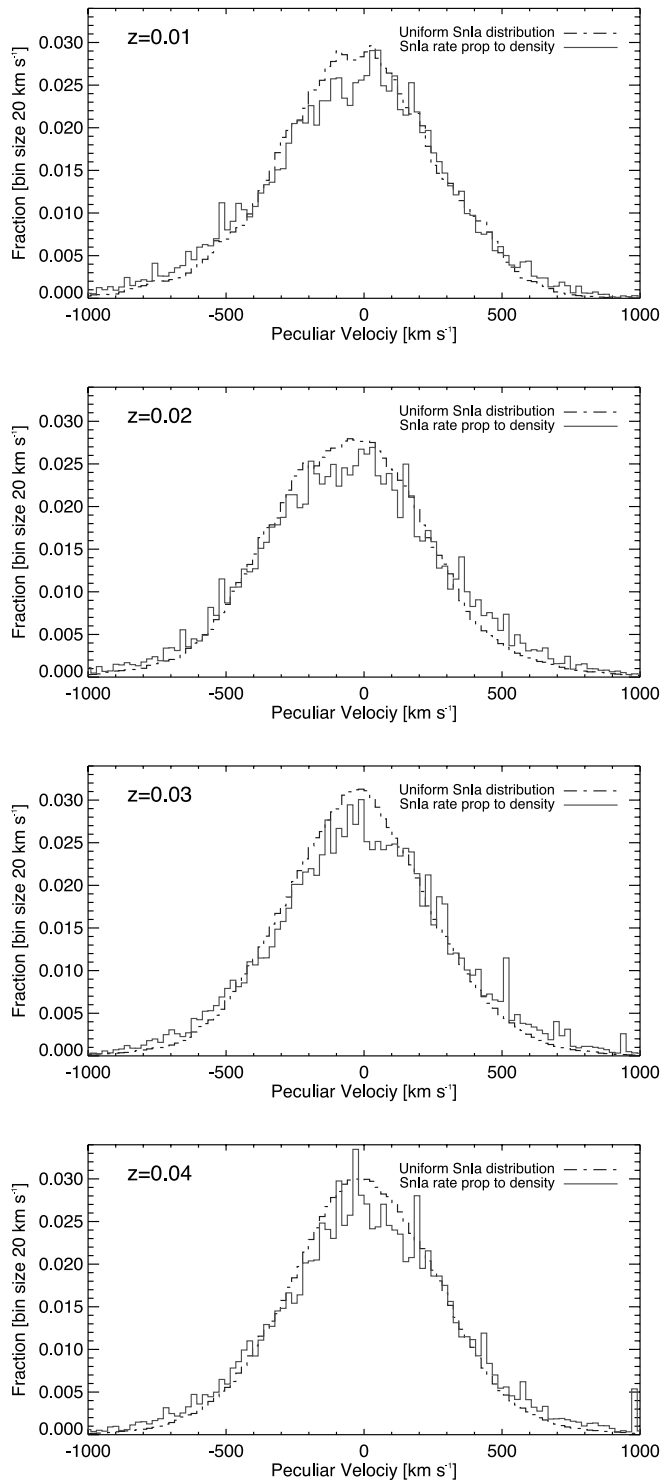 z=0.01
Uniform SnIa distribution
SnIa rate prop to density
Fraction [bin size 20 km s⁻¹]
0.030
0.025
0.020
0.015
0.010
0.005
0.000
-1000
-500
0
500
1000
Peculiar Velociy [km s⁻¹]
z=0.02
Uniform SnIa distribution
SnIa rate prop to density
Fraction [bin size 20 km s⁻¹]
0.030
0.025
0.020
0.015
0.010
0.005
0.000
-1000
-500
0
500
1000
Peculiar Velociy [km s⁻¹]
z=0.03
Uniform SnIa distribution
SnIa rate prop to density
Fraction [bin size 20 km s⁻¹]
0.030
0.025
0.020
0.015
0.010
0.005
0.000
-1000
-500
0
500
1000
Peculiar Velociy [km s⁻¹]
z=0.04
Uniform SnIa distribution
SnIa rate prop to density
Fraction [bin size 20 km s⁻¹]
0.030
0.025
0.020
0.015
0.010
0.005
0.000
-1000
-500
0
500
1000
Peculiar Velociy [km s⁻¹]